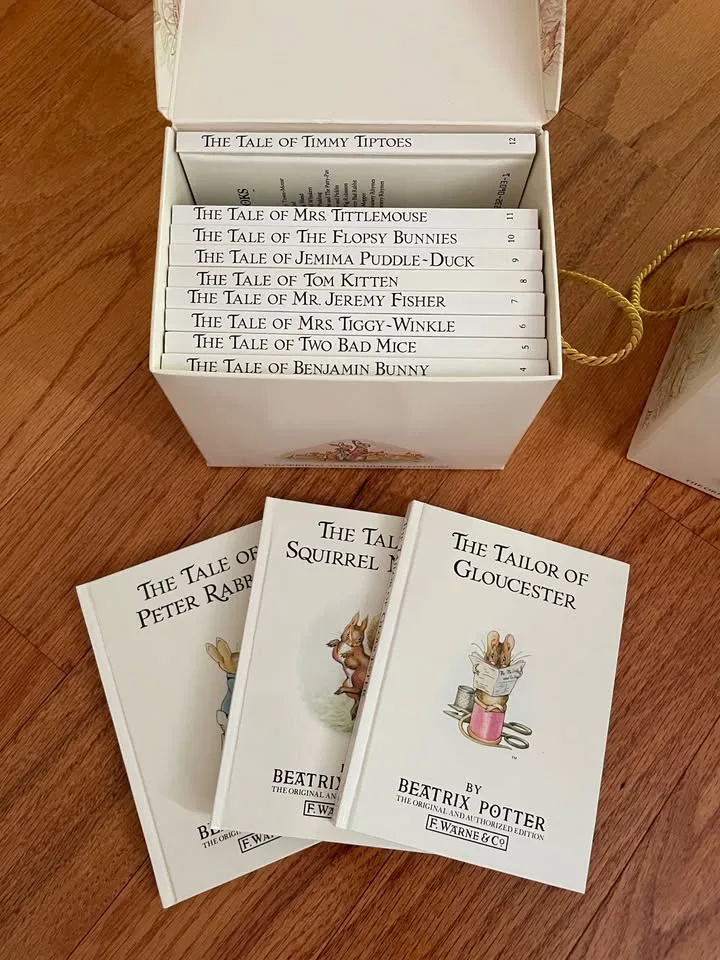 THE TALE OF TIMMY TIPTOES 12
THE TALE OF MRS. TITTLEMOUSE 11
THE TALE OF THE FLOPSY BUNNIES 10
THE TALE OF JEMIMA PUDDLE-DUCK 9
THE TALE OF TOM KITTEN 8
THE TALE OF MR. JEREMY FISHER 7
THE TALE OF MRS. TIGGY-WINKLE 6
THE TALE OF TWO BAD MICE 5
THE TALE OF BENJAMIN BUNNY 4
THE ORIGINAL AND AUTHORIZED EDITIONS
THE TALE OF
PETER
THE
SQUIRREL
BEATRIX
THE ORIGINAL
THE TAILOR OF
GLOUCESTER
BY
BEATRIX POTTER
THE ORIGINAL AND AUTHORIZED EDITION
F. WARNE & Co